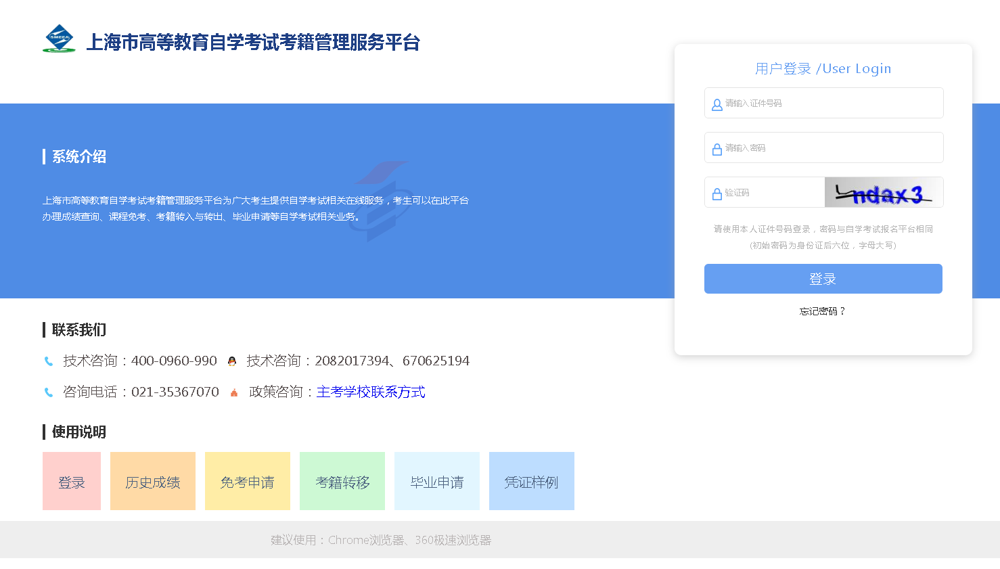 SMEEA
上海市高等教育自学考试考籍管理服务平台
用户登录 /User Login
请输入证件号码
请输入密码
验证码
ndax3
请使用本人证件号码登录，密码与自学考试报名平台相同
(初始密码为身份证后六位，字母大写)
登录
忘记密码？
系统介绍
上海市高等教育自学考试考籍管理服务平台为广大考生提供自学考试相关在线服务，考生可以在此平台
办理成绩查询、课程免考、考籍转入与转出、毕业申请等自学考试相关业务。
联系我们
技术咨询：400-0960-990 技术咨询：2082017394、670625194
咨询电话：021-35367070 政策咨询：主考学校联系方式
使用说明
登录 历史成绩 免考申请 考籍转移 毕业申请 凭证样例
建议使用：Chrome浏览器、360极速浏览器